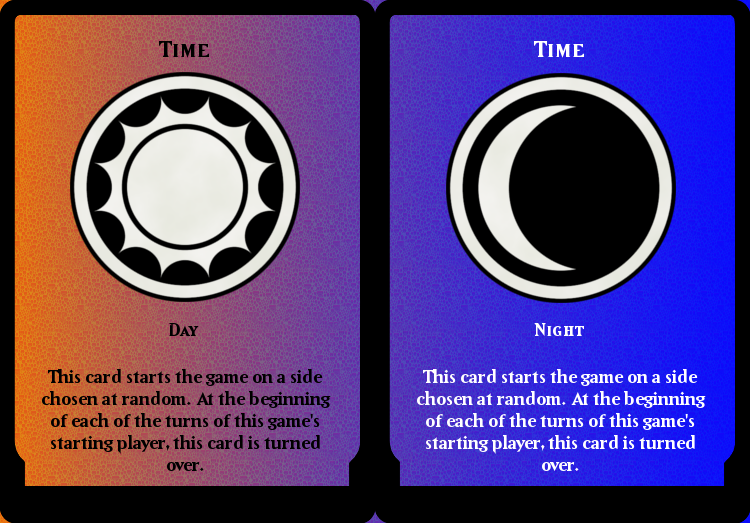 Time
Day
This card starts the game on a side
chosen at random. At the beginning
of each of the turns of this game's
starting player, this card is turned
over.
Time
Night
This card starts the game on a side
chosen at random. At the beginning
of each of the turns of this game's
starting player, this card is turned
over.